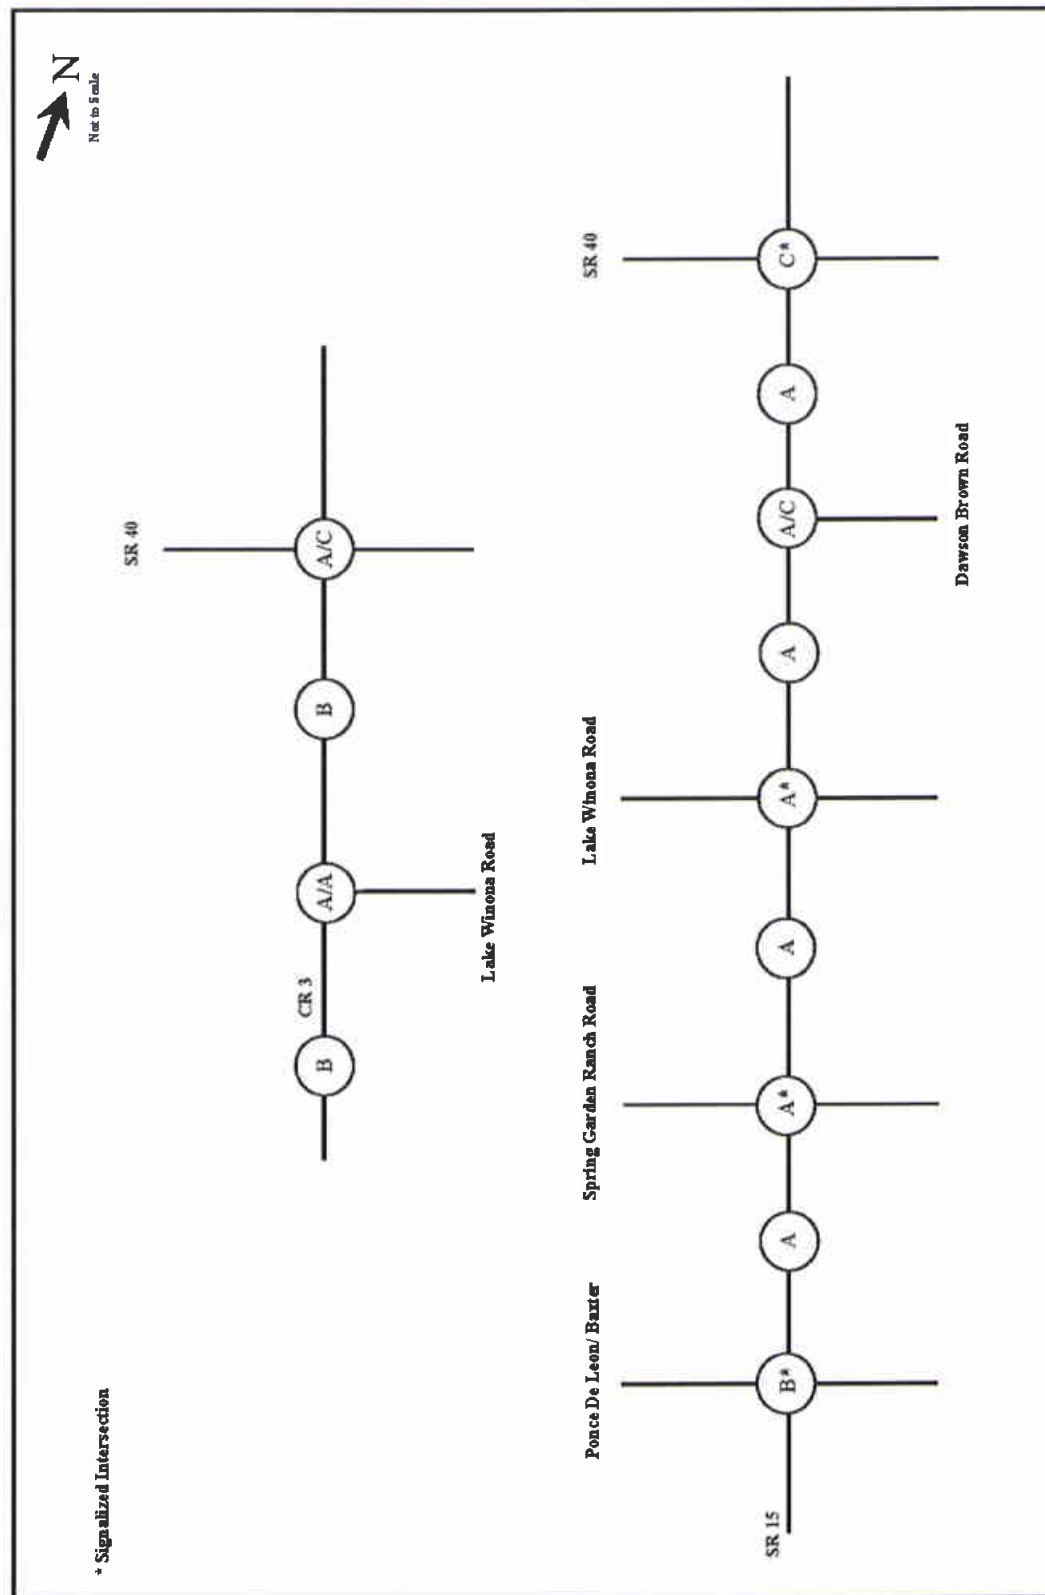 * Signalized Intersection
N
Not to Scale
SR 40
CR 3
B
A/A
B
A/C
Lake Winona Road
Ponce De Leon/ Baxter
Spring Garden Ranch Road
Lake Winona Road
SR 40
SR 15
B*
A
A*
A
A*
A
A/C
A
C*
Dawson Brown Road